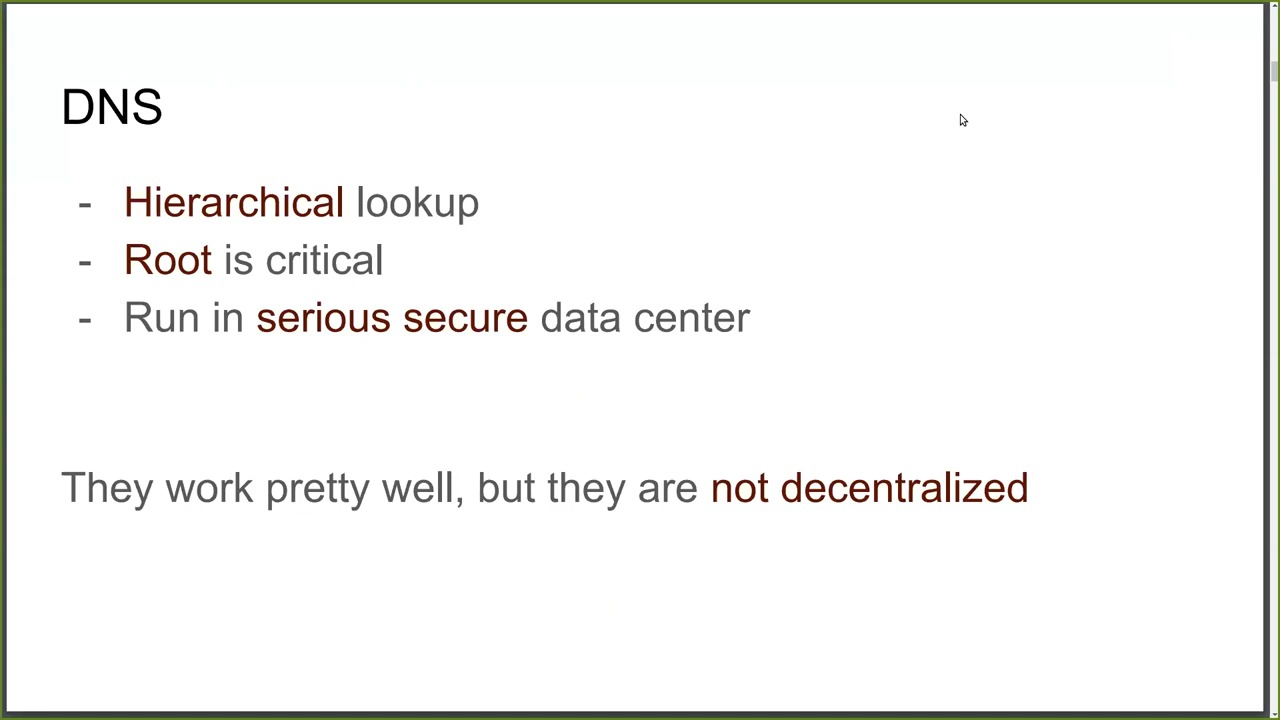 DNS
- Hierarchical lookup
- Root is critical
- Run in serious secure data center
They work pretty well, but they are not decentralized